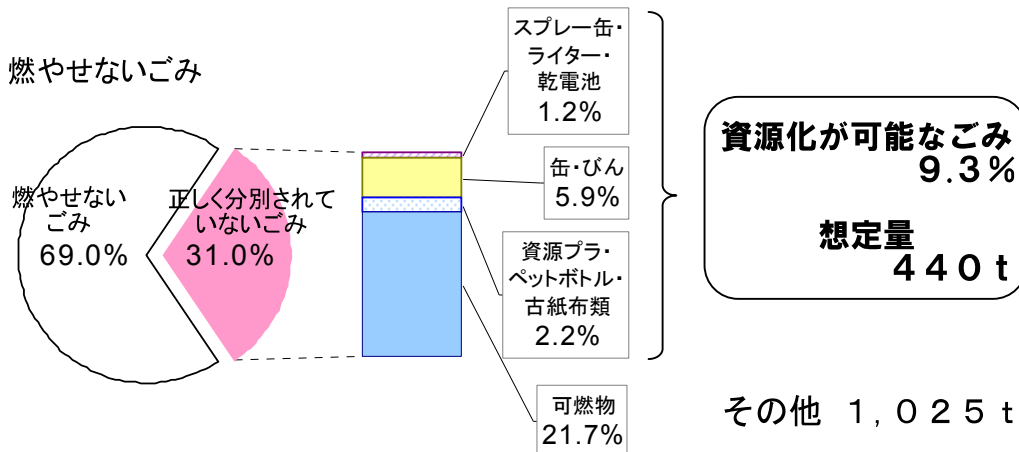 燃やせないごみ
燃やせない
ごみ
69.0%
正しく分別されて
いないごみ
31.0%
スプレー缶・
ライター・
乾電池
1.2%
缶・びん
5.9%
資源プラ・
ペットボトル・
古紙布類
2.2%
可燃物
21.7%
資源化が可能なごみ
９.３％
想定量
４４０ｔ
その他 １,０２５ｔ